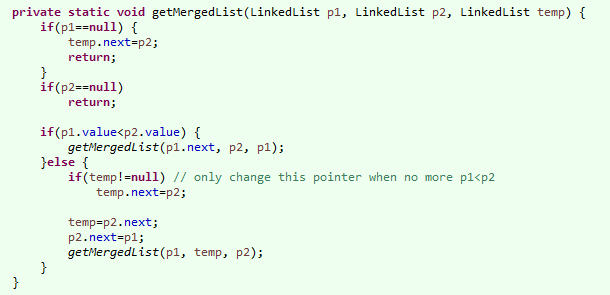 private static void getMergedList(LinkedList p1, LinkedList p2, LinkedList temp) {
    if(p1==null) {
        temp.next=p2;
        return;
    }
    if(p2==null)
        return;

    if(p1.value<p2.value) {
        getMergedList(p1.next, p2, p1);
    }else {
        if(temp!=null) // only change this pointer when no more p1<p2
            temp.next=p2;

        temp=p2.next;
        p2.next=p1;
        getMergedList(p1, temp, p2);
    }
}